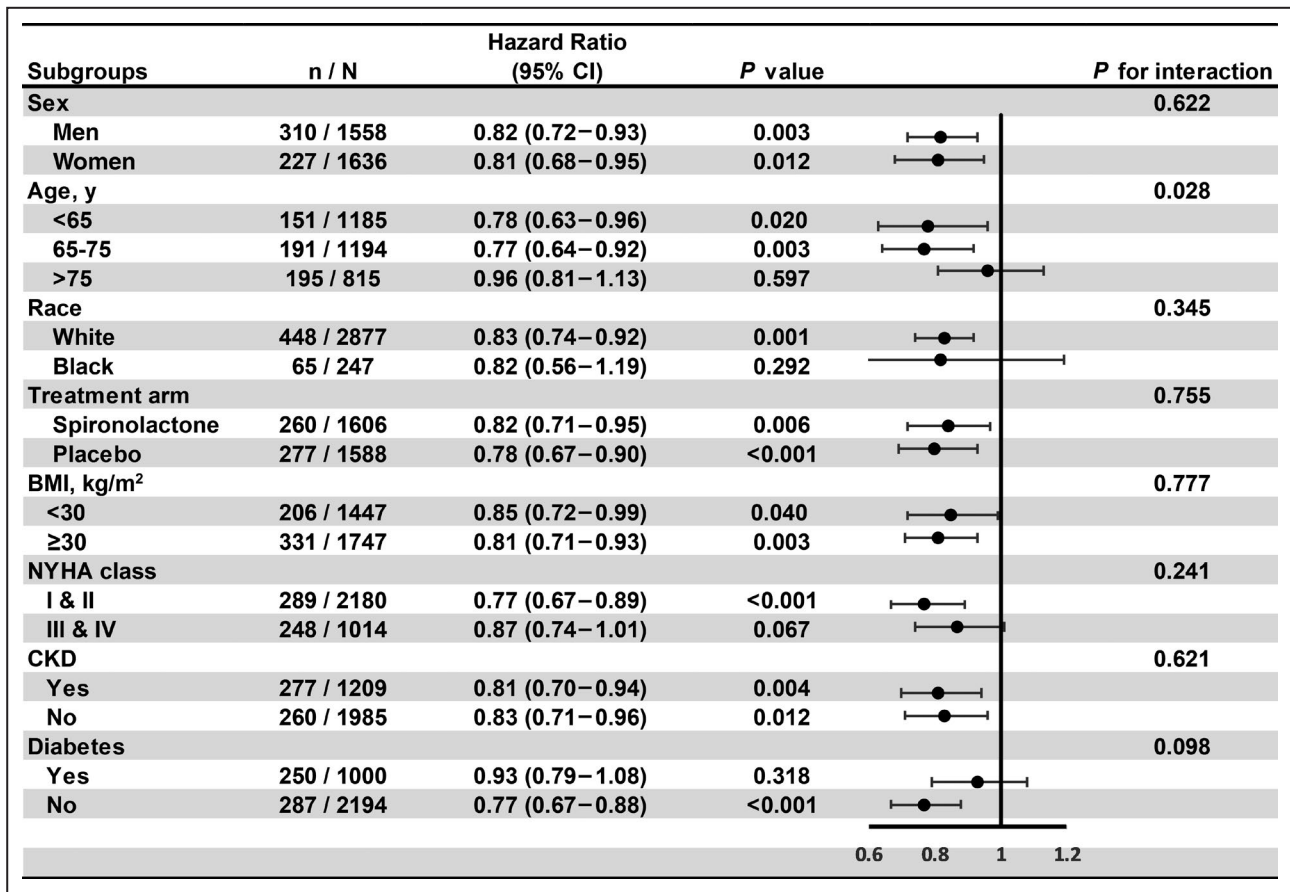 Hazard Ratio
Subgroups n / N (95% CI) P value P for interaction
Sex 0.622
Men 310 / 1558 0.82 (0.72−0.93) 0.003
Women 227 / 1636 0.81 (0.68−0.95) 0.012
Age, y 0.028
<65 151 / 1185 0.78 (0.63−0.96) 0.020
65-75 191 / 1194 0.77 (0.64−0.92) 0.003
>75 195 / 815 0.96 (0.81−1.13) 0.597
Race 0.345
White 448 / 2877 0.83 (0.74−0.92) 0.001
Black 65 / 247 0.82 (0.56−1.19) 0.292
Treatment arm 0.755
Spironolactone 260 / 1606 0.82 (0.71−0.95) 0.006
Placebo 277 / 1588 0.78 (0.67−0.90) <0.001
BMI, kg/m² 0.777
<30 206 / 1447 0.85 (0.72−0.99) 0.040
≥30 331 / 1747 0.81 (0.71−0.93) 0.003
NYHA class 0.241
I & II 289 / 2180 0.77 (0.67−0.89) <0.001
III & IV 248 / 1014 0.87 (0.74−1.01) 0.067
CKD 0.621
Yes 277 / 1209 0.81 (0.70−0.94) 0.004
No 260 / 1985 0.83 (0.71−0.96) 0.012
Diabetes 0.098
Yes 250 / 1000 0.93 (0.79−1.08) 0.318
No 287 / 2194 0.77 (0.67−0.88) <0.001
0.6 0.8 1 1.2